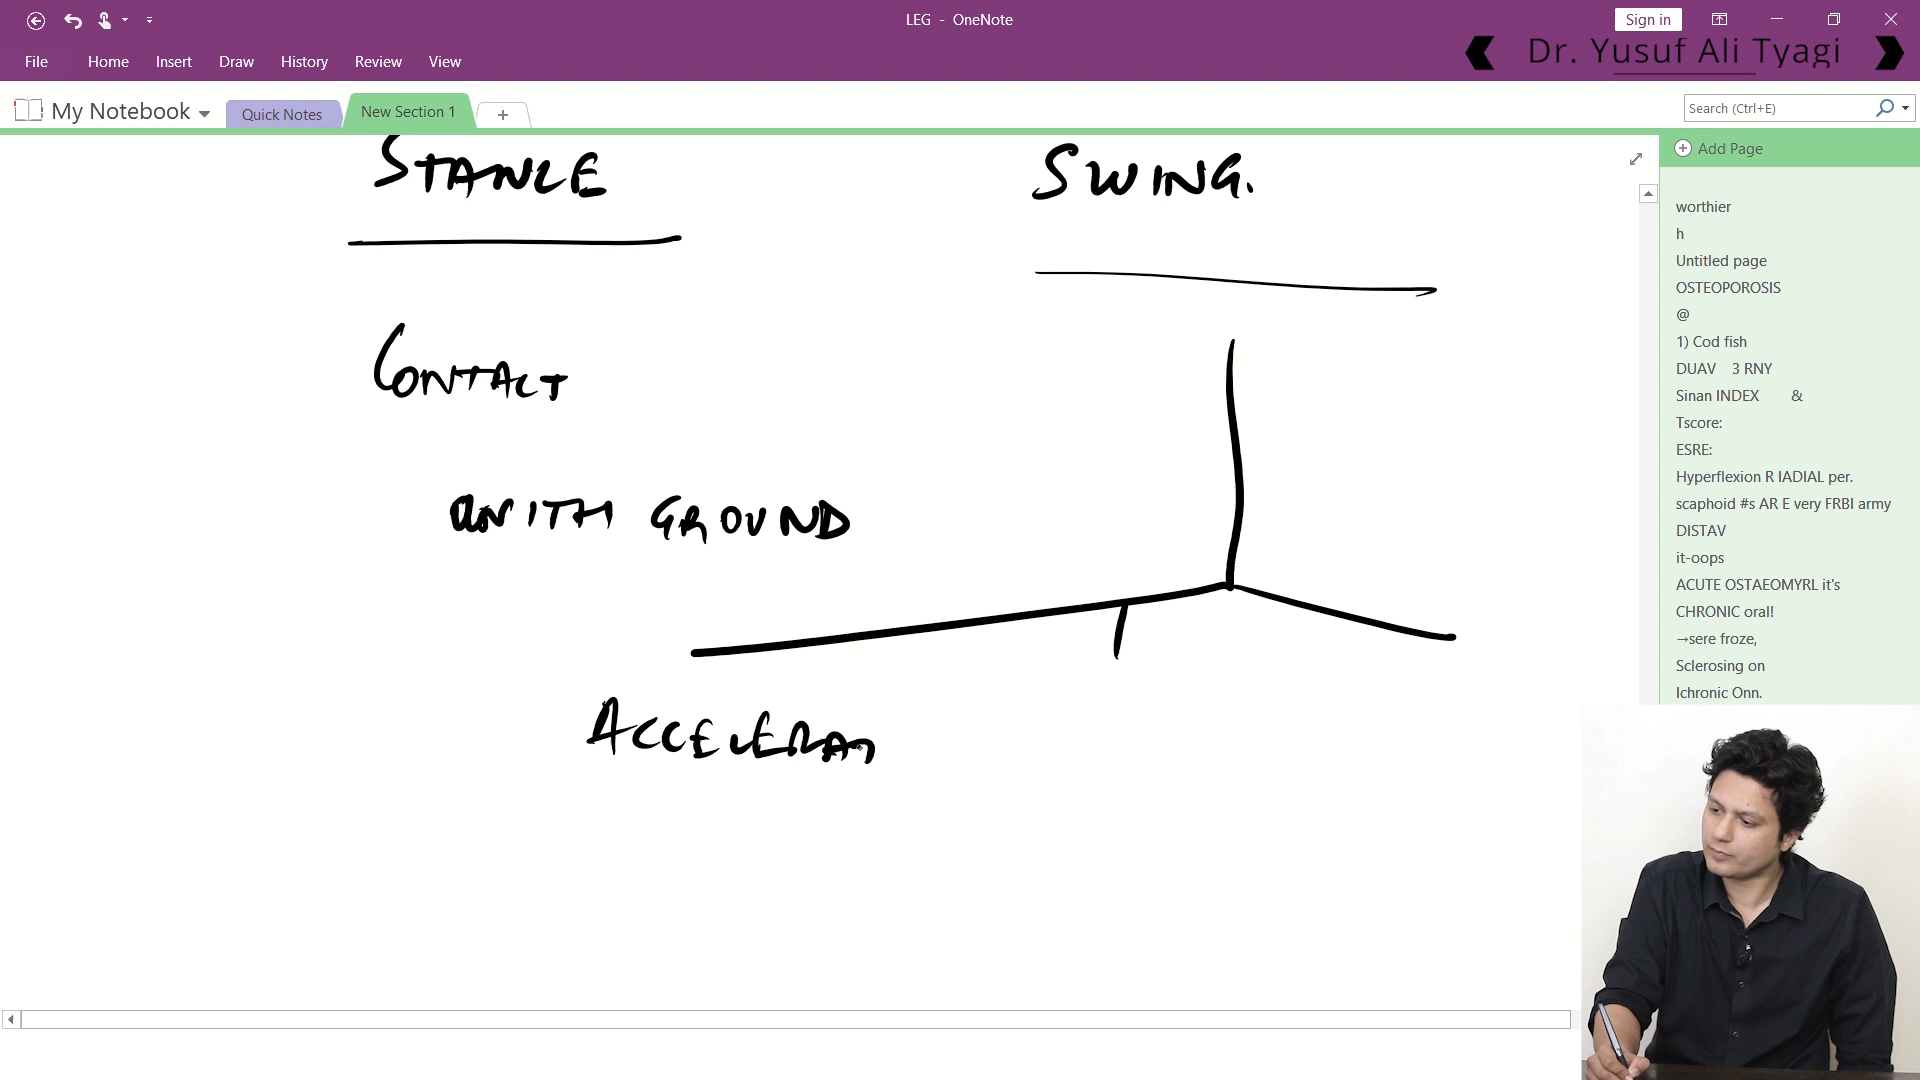 LEG - OneNote
Sign in
File Home Insert Draw History Review View
Dr. Yusuf Ali Tyagi
My Notebook
Quick Notes
New Section 1
+
Search (Ctrl+E)
Add Page
STANCE
SWING.
CONTACT
WITH GROUND
ACCELERAT
worthier
h
Untitled page
OSTEOPOROSIS
@
1) Cod fish
DUAV 3 RNY
Sinan INDEX &
Tscore:
ESRE:
Hyperflexion R IADIAL per.
scaphoid #s AR E very FRBI army
DISTAV
it-oops
ACUTE OSTAEOMYRL it's
CHRONIC oral!
→sere froze,
Sclerosing on
Ichronic Onn.